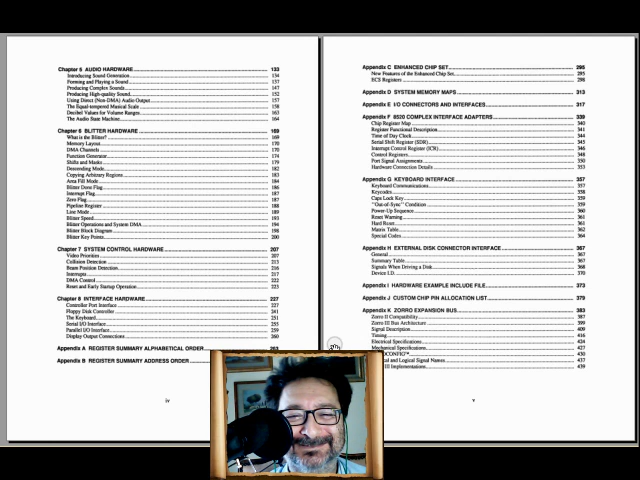 Chapter 5 AUDIO HARDWARE 133
Introducing Sound Generation 134
Forming and Playing a Sound 137
Producing Complex Sounds 147
Producing High-quality Sound 152
Using Direct (Non-DMA) Audio Output 157
The Equal-tempered Musical Scale 158
Decibel Values for Volume Ranges 163
The Audio State Machine 164
Chapter 6 BLITTER HARDWARE 169
What is the Blitter? 169
Memory Layout 170
DMA Channels 170
Function Generator 174
Shifts and Masks 179
Descending Mode 182
Copying Arbitrary Regions 183
Area Fill Mode 184
Blitter Done Flag 186
Interrupt Flag 187
Zero Flag 187
Pipeline Register 188
Line Mode 189
Blitter Speed 193
Blitter Operations and System DMA 194
Blitter Block Diagram 198
Blitter Key Points 200
Chapter 7 SYSTEM CONTROL HARDWARE 207
Video Priorities 207
Collision Detection 213
Beam Position Detection 216
Interrupts 217
DMA Control 222
Reset and Early Startup Operation 223
Chapter 8 INTERFACE HARDWARE 227
Controller Port Interface 227
Floppy Disk Controller 241
The Keyboard 251
Serial I/O Interface 255
Parallel I/O Interface 259
Display Output Connections 260
Appendix A REGISTER SUMMARY ALPHABETICAL ORDER
Appendix B REGISTER SUMMARY ADDRESS ORDER
iv
Appendix C ENHANCED CHIP SET 295
New Features of the Enhanced Chip Set 295
ECS Registers 298
Appendix D SYSTEM MEMORY MAPS 313
Appendix E I/O CONNECTORS AND INTERFACES 317
Appendix F 8520 COMPLEX INTERFACE ADAPTERS 339
Chip Register Map 340
Register Functional Description 341
Time of Day Clock 344
Serial Shift Register (SDR) 345
Interrupt Control Register (ICR) 346
Control Registers 348
Port Signal Assignments 350
Hardware Connection Details 353
Appendix G KEYBOARD INTERFACE 357
Keyboard Communications 357
Keycodes 358
Caps Lock Key 359
"Out-of-Sync" Condition 359
Power-Up Sequence 360
Reset Warning 361
Hard Reset 361
Matrix Table 362
Special Codes 364
Appendix H EXTERNAL DISK CONNECTOR INTERFACE 367
General 367
Summary Table 367
Signals When Driving a Disk 368
Device I.D. 370
Appendix I HARDWARE EXAMPLE INCLUDE FILE 373
Appendix J CUSTOM CHIP PIN ALLOCATION LIST 379
Appendix K ZORRO EXPANSION BUS 383
Zorro II Compatibility 387
Zorro III Bus Architecture 399
Signal Description 409
Timing 416
Electrical Specifications 424
Mechanical Specifications 427
OCONFIG™ 430
cal and Logical Signal Names 437
III Implementations 439
v